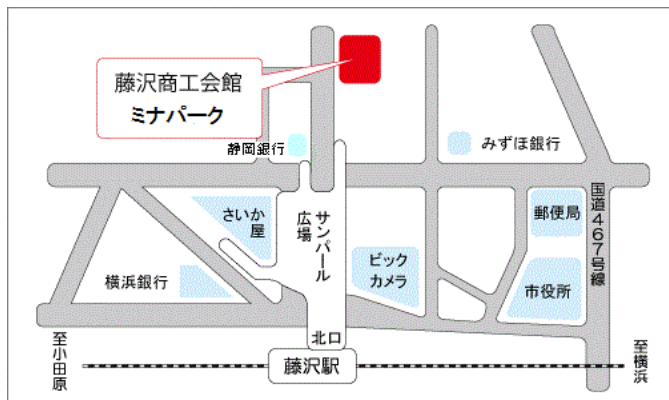 藤沢商工会館
ミナパーク
静岡銀行
みずほ銀行
さいか
屋
サンパール
広場
郵便局
国道467号線
横浜銀行
ビック
カメラ
市役所
北口
藤沢駅
至小田原
至横浜